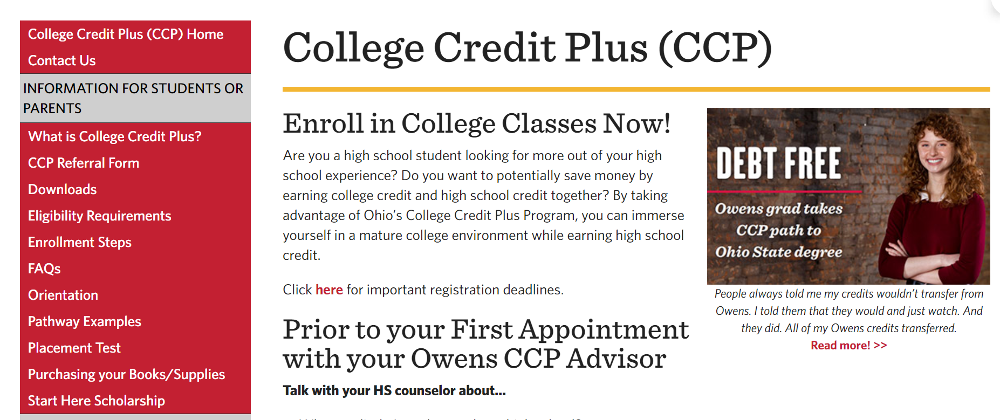 College Credit Plus (CCP) Home
Contact Us
INFORMATION FOR STUDENTS OR
PARENTS
What is College Credit Plus?
CCP Referral Form
Downloads
Eligibility Requirements
Enrollment Steps
FAQs
Orientation
Pathway Examples
Placement Test
Purchasing your Books/Supplies
Start Here Scholarship
College Credit Plus (CCP)
Enroll in College Classes Now!
Are you a high school student looking for more out of your high
school experience? Do you want to potentially save money by
earning college credit and high school credit together? By taking
advantage of Ohio’s College Credit Plus Program, you can immerse
yourself in a mature college environment while earning high school
credit.
Click here for important registration deadlines.
Prior to your First Appointment
with your Owens CCP Advisor
Talk with your HS counselor about...
DEBT FREE
Owens grad takes
CCP path to
Ohio State degree
People always told me my credits wouldn’t transfer from
Owens. I told them that they would and just watch. And
they did. All of my Owens credits transferred.
Read more! >>